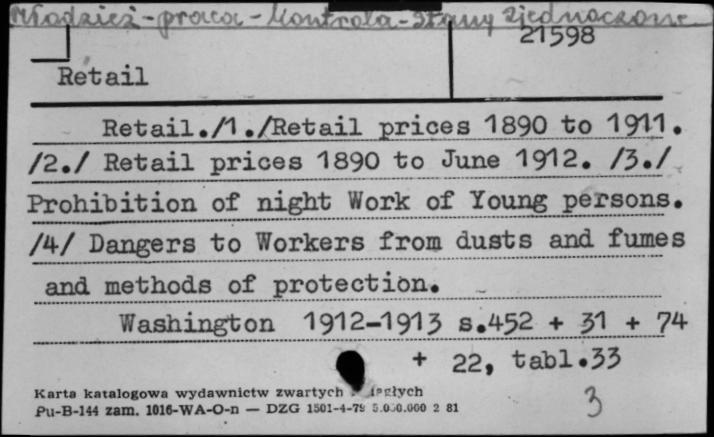 Młodzież-praca-kontrola-Stany Zjednoczone
21598
Retail
Retail./1./Retail prices 1890 to 1911.
/2./ Retail prices 1890 to June 1912. /3./
Prohibition of night Work of Young persons.
/4/ Dangers to Workers from dusts and fumes
and methods of protection.
Washington 1912-1913 s.452 + 31 + 74
+ 22, tabl.33
Karta katalogowa wydawnictw zwartych
Pu-B-144 zam. 1016-WA-O-n — DZG 1501-4-79 5.000.000 2 81
3